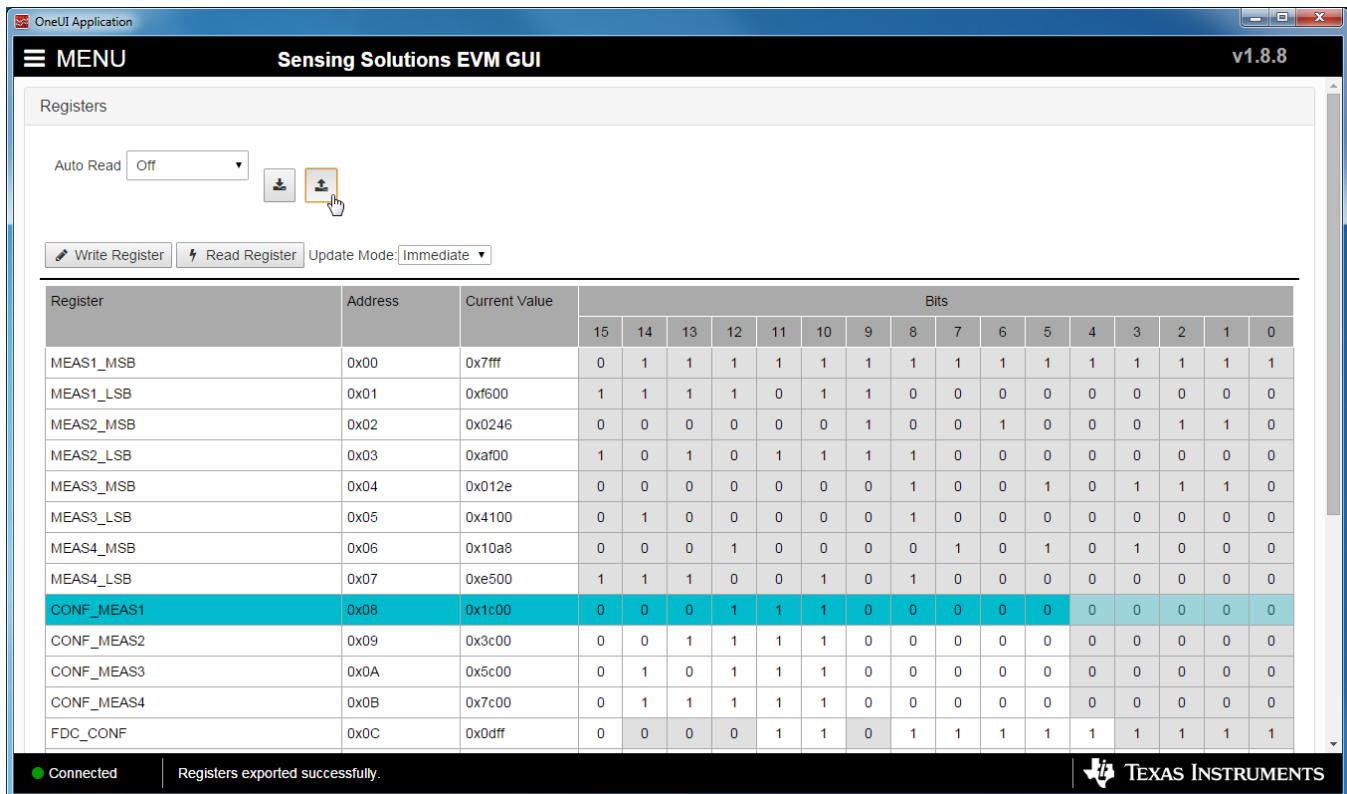 OneUI Application
MENU Sensing Solutions EVM GUI v1.8.8
Registers
Auto Read Off
Write Register Read Register Update Mode: Immediate
Register Address Current Value Bits
15 14 13 12 11 10 9 8 7 6 5 4 3 2 1 0
MEAS1_MSB 0x00 0x7fff 0 1 1 1 1 1 1 1 1 1 1 1 1 1 1 1
MEAS1_LSB 0x01 0xf600 1 1 1 1 0 1 1 0 0 0 0 0 0 0 0 0
MEAS2_MSB 0x02 0x0246 0 0 0 0 0 0 1 0 0 1 0 0 0 1 1 0
MEAS2_LSB 0x03 0xaf00 1 0 1 0 1 1 1 1 0 0 0 0 0 0 0 0
MEAS3_MSB 0x04 0x012e 0 0 0 0 0 0 0 1 0 0 1 0 1 1 1 0
MEAS3_LSB 0x05 0x4100 0 1 0 0 0 0 0 1 0 0 0 0 0 0 0 0
MEAS4_MSB 0x06 0x10a8 0 0 0 1 0 0 0 0 1 0 1 0 1 0 0 0
MEAS4_LSB 0x07 0xe500 1 1 1 0 0 1 0 1 0 0 0 0 0 0 0 0
CONF_MEAS1 0x08 0x1c00 0 0 0 1 1 1 0 0 0 0 0 0 0 0 0 0
CONF_MEAS2 0x09 0x3c00 0 0 1 1 1 1 0 0 0 0 0 0 0 0 0 0
CONF_MEAS3 0x0A 0x5c00 0 1 0 1 1 1 0 0 0 0 0 0 0 0 0 0
CONF_MEAS4 0x0B 0x7c00 0 1 1 1 1 1 0 0 0 0 0 0 0 0 0 0
FDC_CONF 0x0C 0x0dff 0 0 0 0 1 1 0 1 1 1 1 1 1 1 1 1
Connected Registers exported successfully. TEXAS INSTRUMENTS